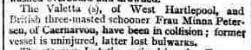 The Valetta (s), of West Hartlepool, and
British three-masted schooner Frau Minna Peter-
sen, of Caernarvon, have been in collision; former
vessel is uninjured, latter lost bulwarks.